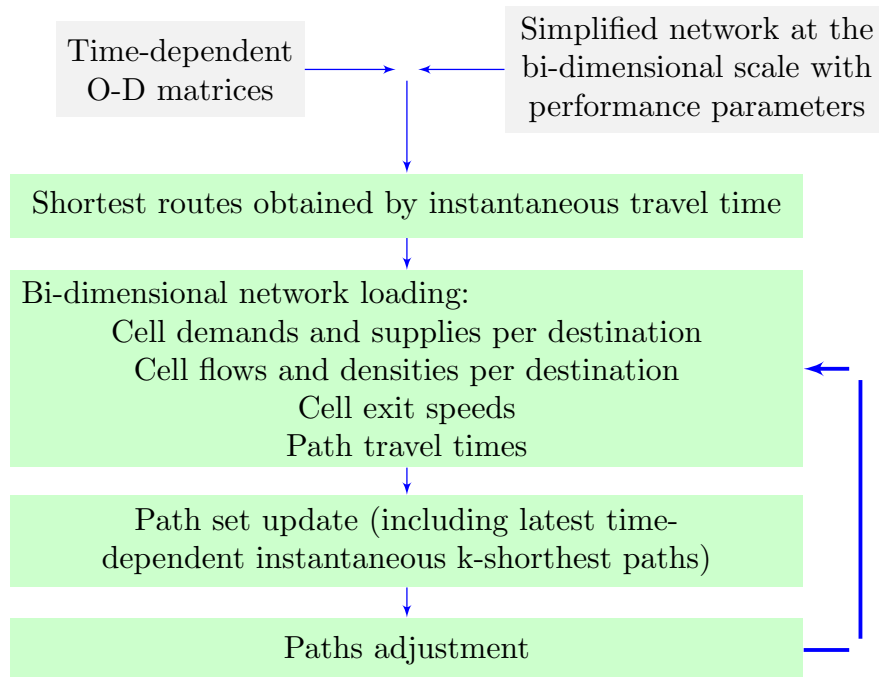 Time-dependent
O-D matrices
Simplified network at the
bi-dimensional scale with
performance parameters
Shortest routes obtained by instantaneous travel time
Bi-dimensional network loading:
Cell demands and supplies per destination
Cell flows and densities per destination
Cell exit speeds
Path travel times
Path set update (including latest time-
dependent instantaneous k-shorthest paths)
Paths adjustment